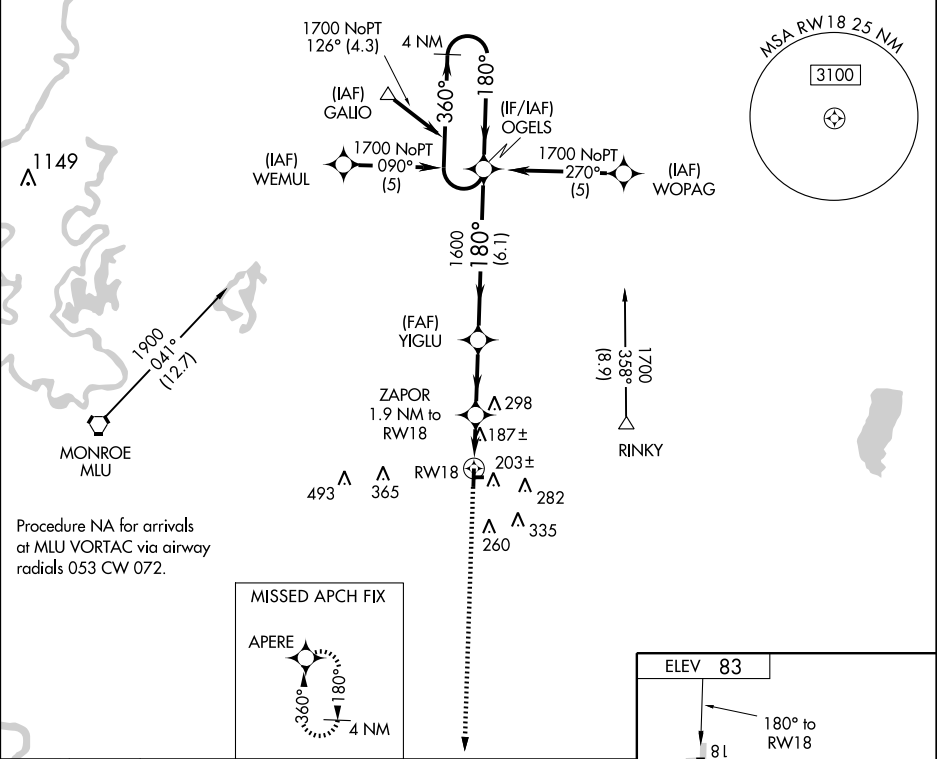 1700 NoPT
126° (4.3)
4 NM
360°
180°
MSA RW18 25 NM
3100
(IAF)
GALIO
(IF/IAF)
OGELS
1149
(IAF)
WEMUL
1700 NoPT
090°
(5)
1700 NoPT
270°
(5)
(IAF)
WOPAG
1600
180°
(6.1)
1900
041°
(12.7)
(FAF)
YIGLU
1700
358°
(8.9)
ZAPOR
1.9 NM to
RW18
298
187±
MONROE
MLU
RINKY
RW18
203±
493
365
282
335
260
Procedure NA for arrivals
at MLU VORTAC via airway
radials 053 CW 072.
MISSED APCH FIX
APERE
360°
180°
4 NM
ELEV 83
180° to
RW18
18